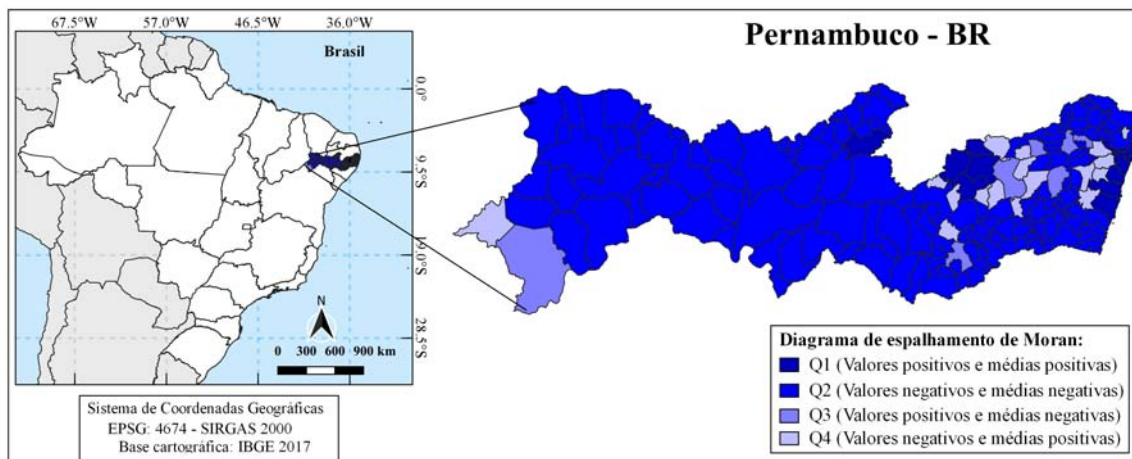 67.5°W 57.0°W 46.5°W 36.0°W
Brasil
0.0°
9.5°S
19.0°S
28.5°S
N
0 300 600 900 km
Sistema de Coordenadas Geográficas
EPSG: 4674 - SIRGAS 2000
Base cartográfica: IBGE 2017
Pernambuco - BR
Diagrama de espalhamento de Moran:
Q1 (Valores positivos e médias positivas)
Q2 (Valores negativos e médias negativas)
Q3 (Valores positivos e médias negativas)
Q4 (Valores negativos e médias positivas)